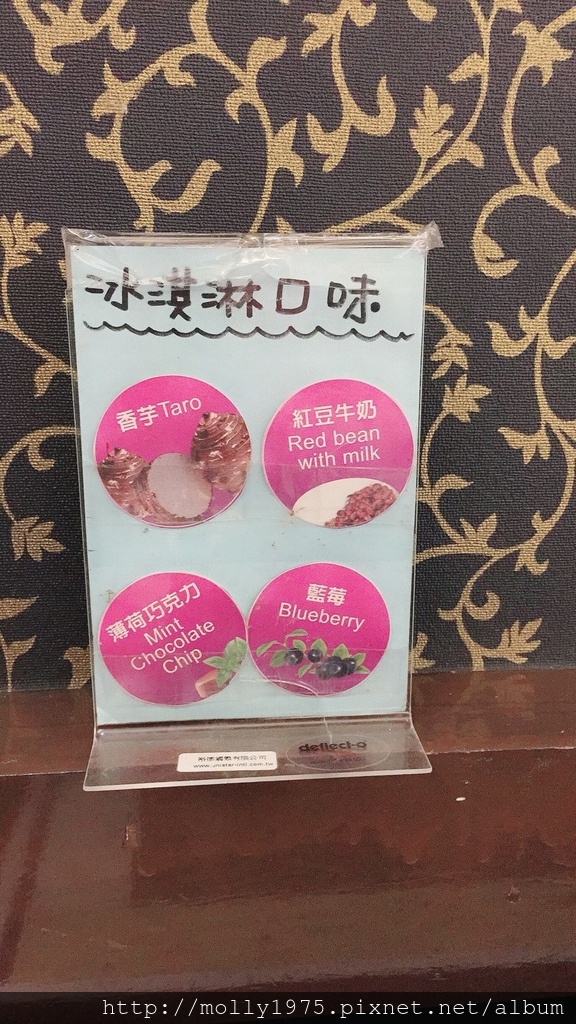 冰淇淋口味
香芋Taro
紅豆牛奶
Red bean
with milk
薄荷巧克力
Mint
Chocolate
Chip
藍莓
Blueberry
deflect-o
http://molly1975.pixnet.net/album